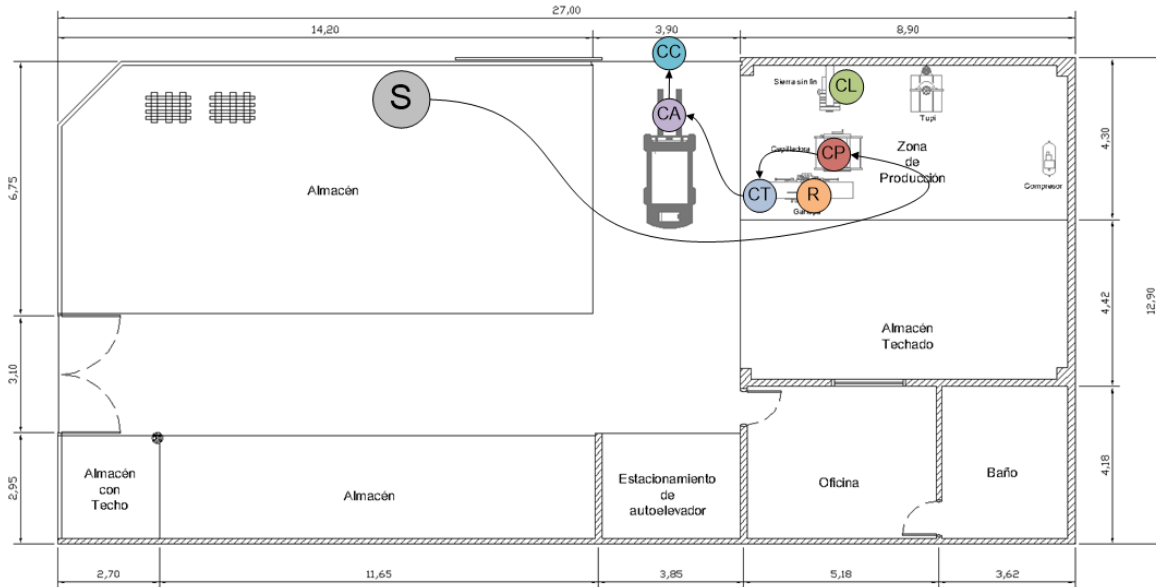 27,00
14,20
3,90
8,90
CC
S
CA
Sierra sin fin
CL
Tupi
Cepilladora
CP
Zona
de
Producción
CT
R
Compresor
Almacén
6,75
4,30
4,42
12,90
Almacén
Techado
3,10
2,95
Almacén
con
Techo
Almacén
Estacionamiento
de
autoelevador
Oficina
Baño
4,18
2,70
11,65
3,85
5,18
3,62